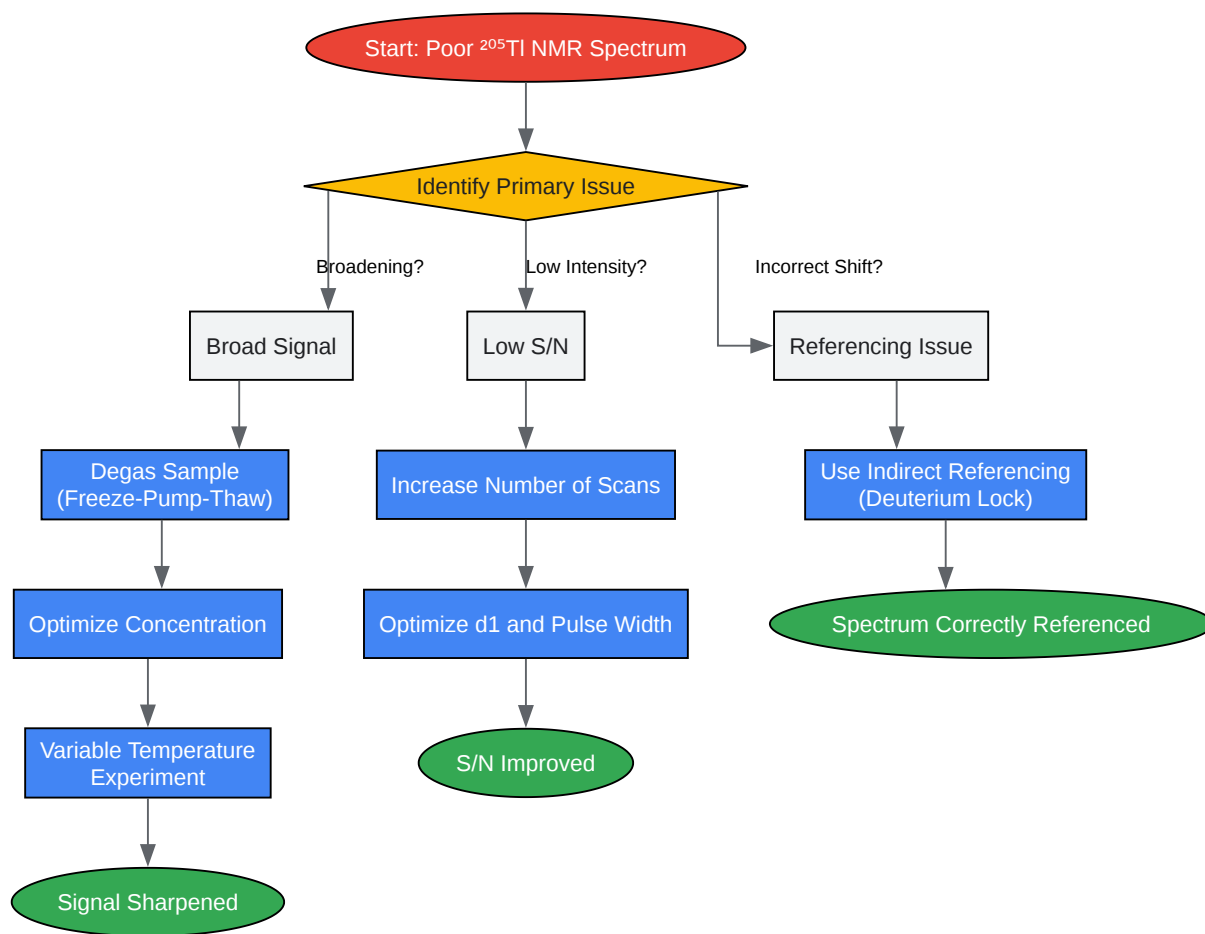 Start: Poor ²⁰⁵Tl NMR Spectrum
Identify Primary Issue
Broadening?
Low Intensity?
Incorrect Shift?
Broad Signal
Low S/N
Referencing Issue
Degas Sample
(Freeze-Pump-Thaw)
Increase Number of Scans
Use Indirect Referencing
(Deuterium Lock)
Optimize Concentration
Optimize d1 and Pulse Width
Spectrum Correctly Referenced
Variable Temperature
Experiment
S/N Improved
Signal Sharpened